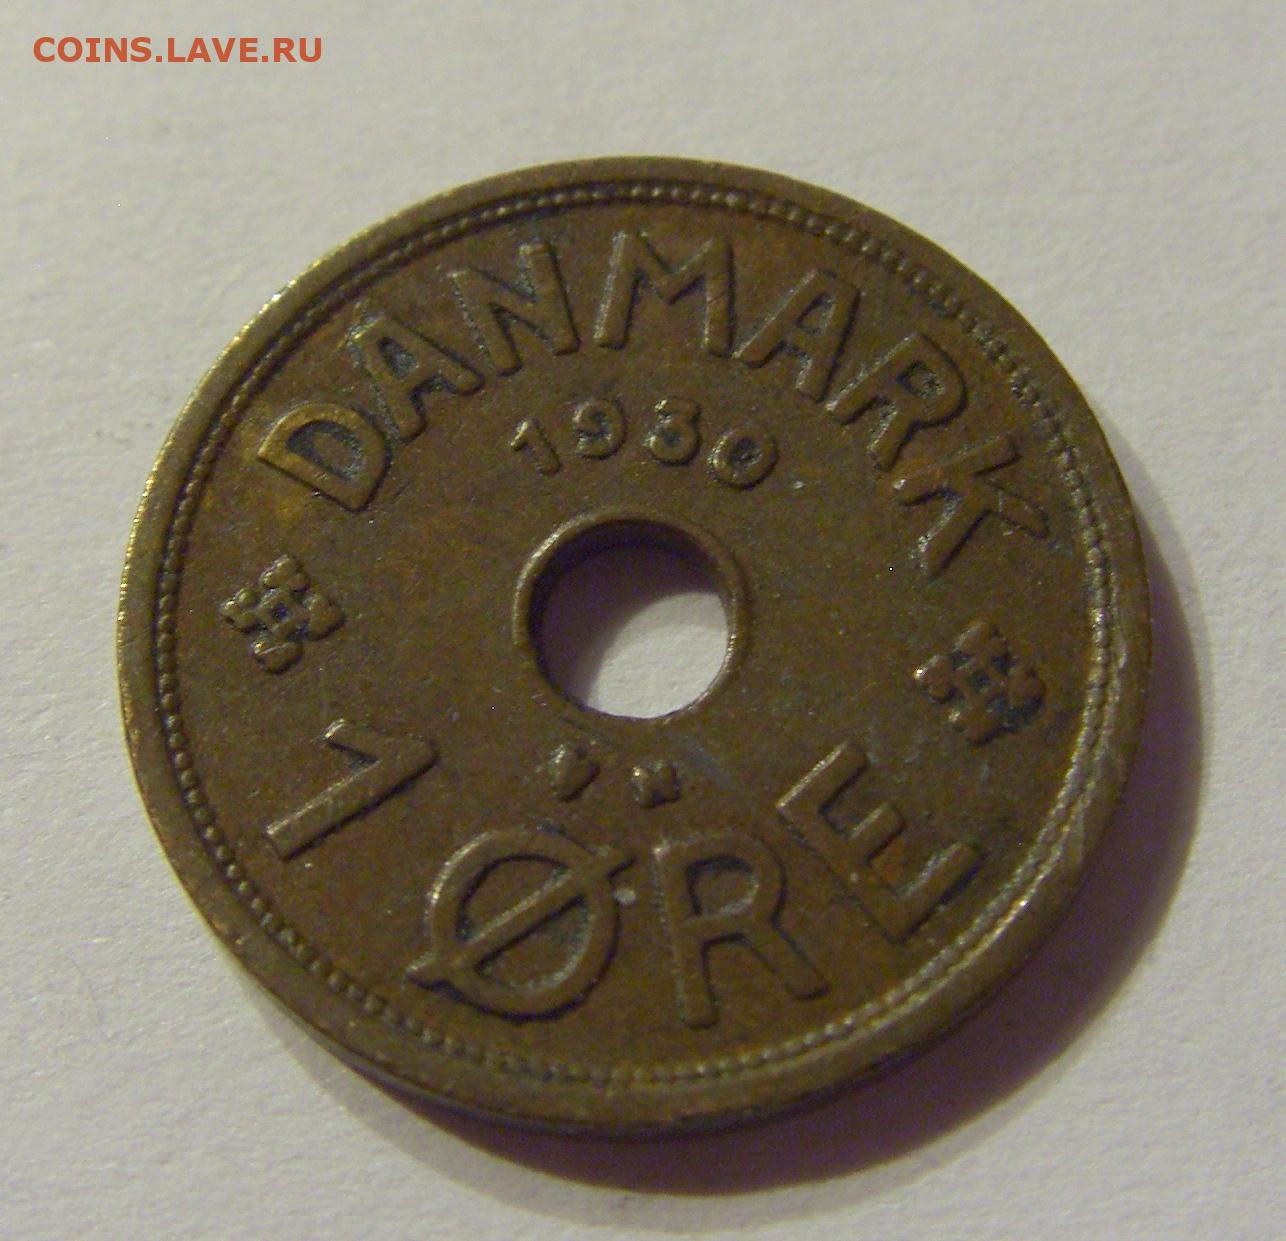 COINS.LAVE.RU
DANMARK
1930
♥ N
1 ØRE